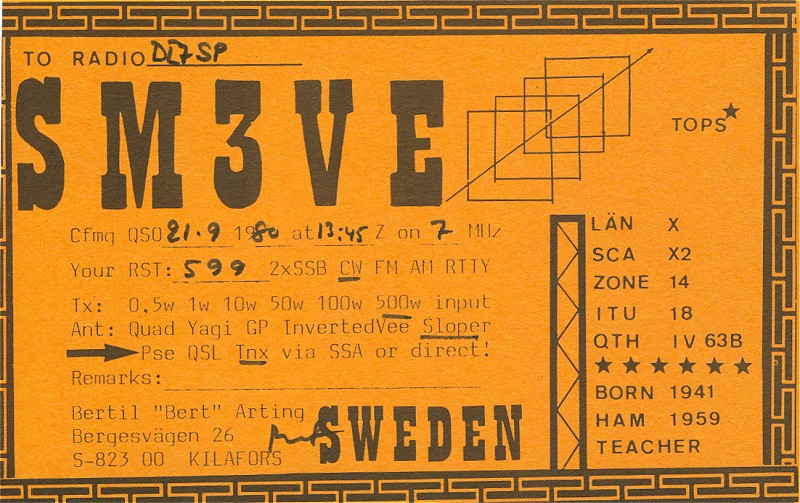 TO RADIO DL7SP
SM3VE
TOPS★
Cfmg QSO 21.9 1980 at 13:45 Z on 7 MHz
Your RST: 599 2xSSB CW FM AM RTTY
Tx: 0,5w 1w 10w 50w 100w 500w input
Ant: Quad Yagi GP InvertedVee Sloper
Pse QSL Tnx via SSA or direct!
Remarks:
Bertil "Bert" Arting
Bergesvägen 26
S-823 00 KILAFORS
SWEDEN
LÄN X
SCA X2
ZONE 14
ITU 18
QTH IV 63B
★★★★★★
BORN 1941
HAM 1959
TEACHER